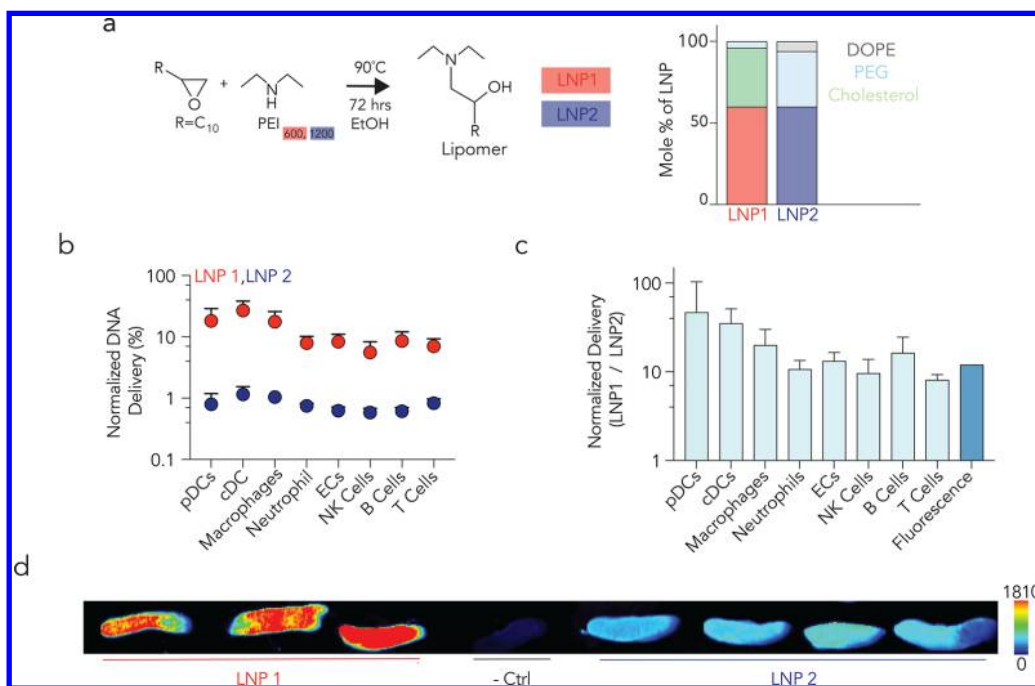 a
R
O
R=C10
+
N
H
PEI
600, 1200
90°C
72 hrs
EtOH
N
OH
R
Lipomer
LNP1
LNP2
Mole % of LNP
100
50
0
LNP1 LNP2
DOPE
PEG
Cholesterol
b
LNP 1, LNP 2
Normalized DNA
Delivery (%)
100
10
1
0.1
pDCs
cDC
Macrophages
Neutrophil
ECs
NK Cells
B Cells
T Cells
c
Normalized Delivery
(LNP1 / LNP2)
100
10
1
pDCs
cDCs
Macrophages
Neutrophils
ECs
NK Cells
B Cells
T Cells
Fluorescence
d
1810
0
LNP 1
- Ctrl
LNP 2